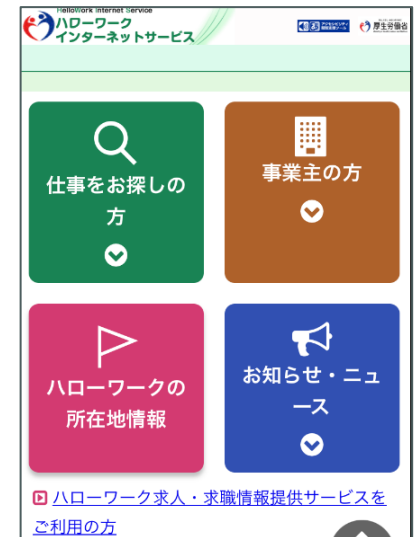 HelloWork Internet Service
ハローワーク
インターネットサービス
厚生労働省
仕事をお探しの
方
事業主の方
ハローワークの
所在地情報
お知らせ・ニュ
ース
ハローワーク求人・求職情報提供サービスを
ご利用の方